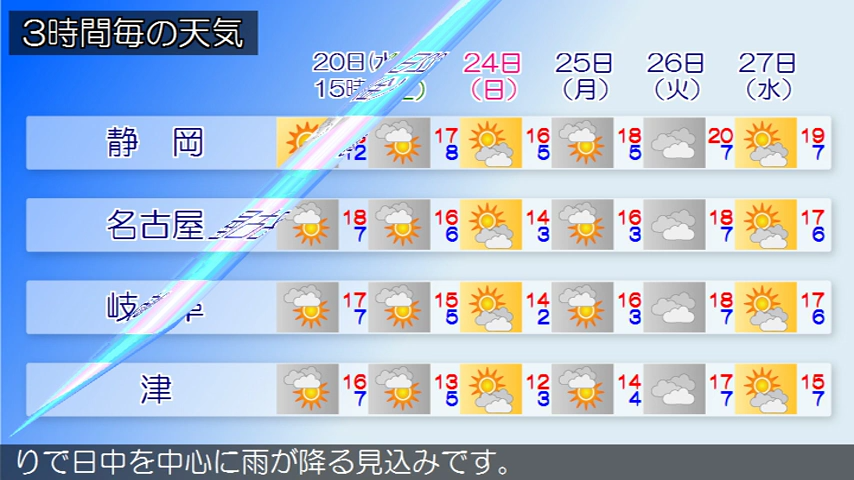 3時間毎の天気
20日(水 24日 25日 26日 27日
15時 (日) (月) (火) (水)
静岡 12 17 8 16 5 18 5 20 7 19 7
名古屋 18 7 16 6 14 3 16 3 18 7 17 6
岐阜 17 7 15 5 14 2 16 3 18 7 17 6
津 16 7 13 5 12 3 14 4 17 7 15 7
りで日中を中心に雨が降る見込みです。